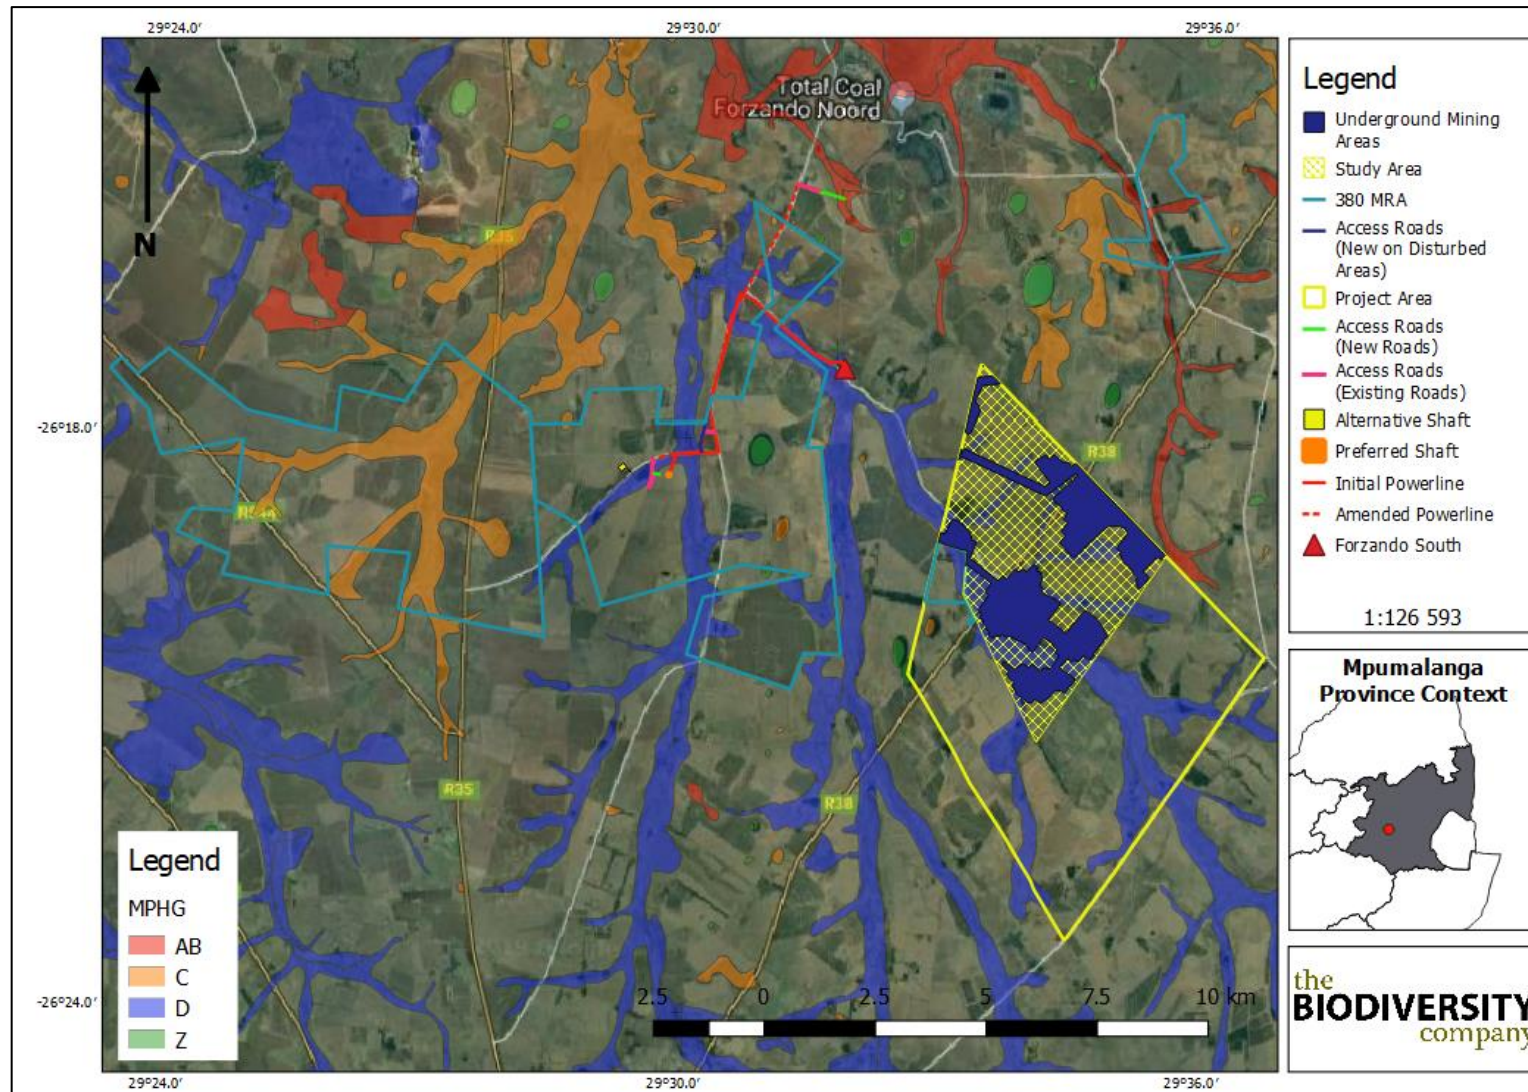 29°24.0'
29°30.0'
29°36.0'
Total Coal
Forzando Noord
N
R35
-26°18.0'
R38
R35
R38
-26°24.0'
2.5 0 2.5 5 7.5 10 km
29°24.0'
29°30.0'
29°36.0'
Legend
MPHG
AB
C
D
Z
Legend
Underground Mining
Areas
Study Area
380 MRA
Access Roads
(New on Disturbed
Areas)
Project Area
Access Roads
(New Roads)
Access Roads
(Existing Roads)
Alternative Shaft
Preferred Shaft
Initial Powerline
Amended Powerline
Forzando South
1:126 593
Mpumalanga
Province Context
the
BIODIVERSITY
company